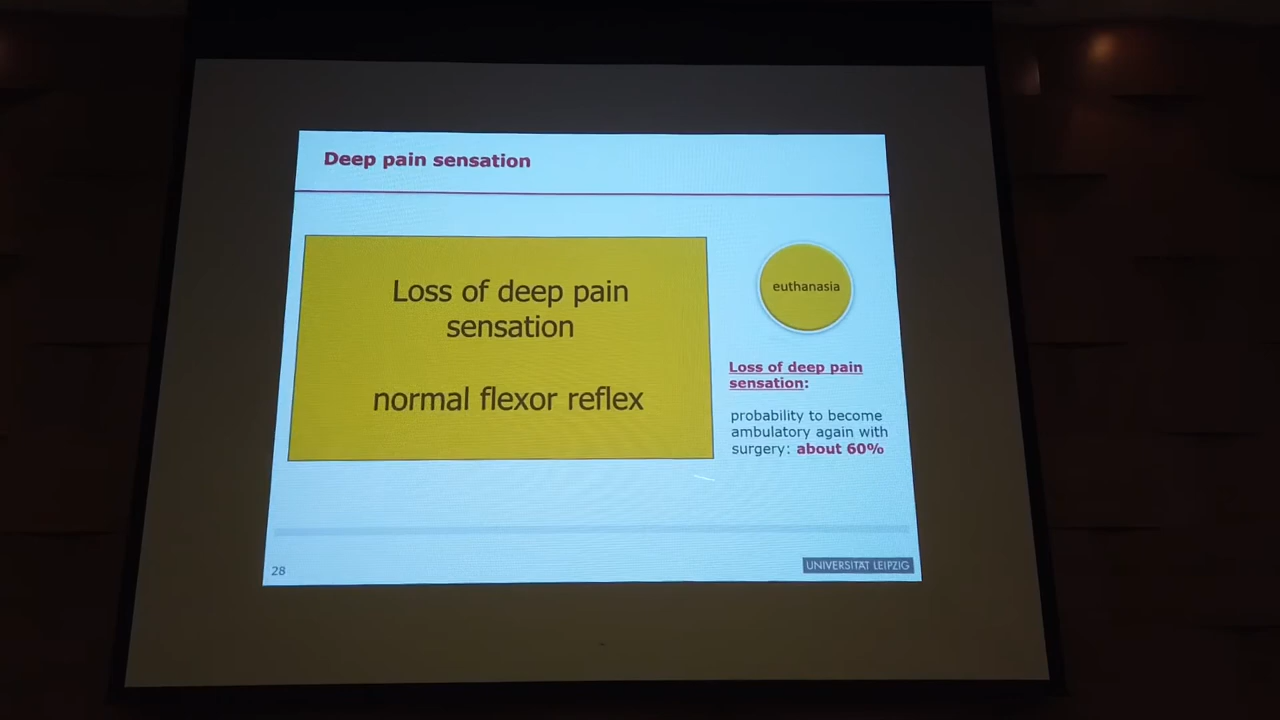 Deep pain sensation
Loss of deep pain
sensation
normal flexor reflex
euthanasia
Loss of deep pain
sensation:
probability to become
ambulatory again with
surgery: about 60%
28
UNIVERSITÄT LEIPZIG